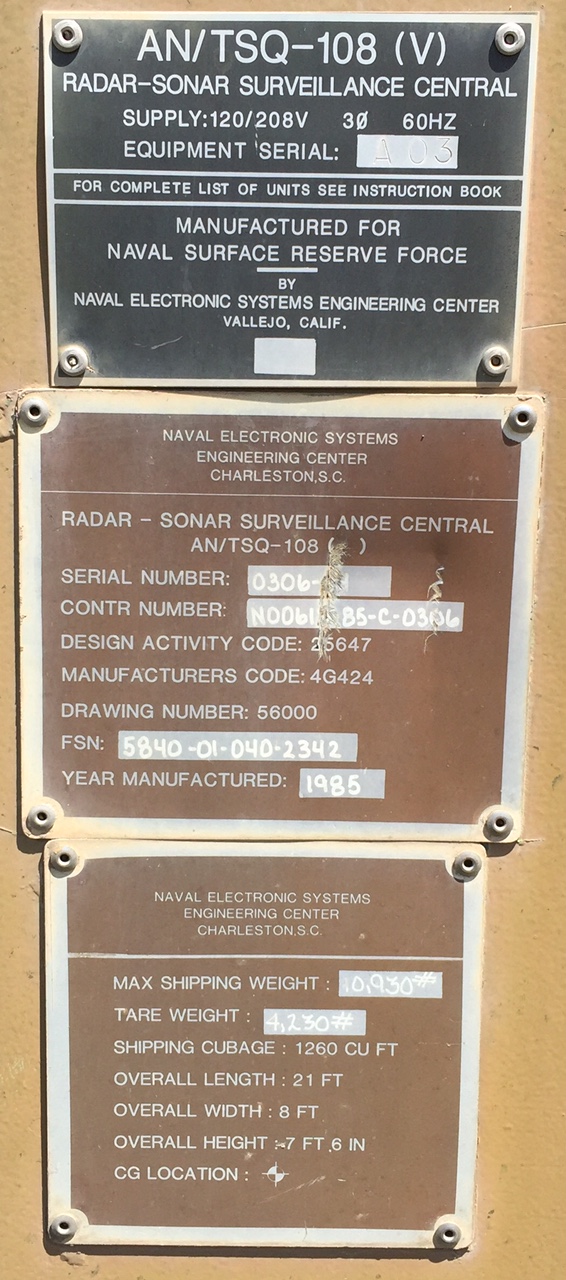 AN/TSQ-108 (V)
RADAR-SONAR SURVEILLANCE CENTRAL
SUPPLY:120/208V 3Ø 60HZ
EQUIPMENT SERIAL: A 03
FOR COMPLETE LIST OF UNITS SEE INSTRUCTION BOOK
MANUFACTURED FOR
NAVAL SURFACE RESERVE FORCE
BY
NAVAL ELECTRONIC SYSTEMS ENGINEERING CENTER
VALLEJO, CALIF.
NAVAL ELECTRONIC SYSTEMS
ENGINEERING CENTER
CHARLESTON,S.C.
RADAR - SONAR SURVEILLANCE CENTRAL
AN/TSQ-108 ( )
SERIAL NUMBER: 0306-
CONTR NUMBER: 85-C-0306
DESIGN ACTIVITY CODE: 25647
MANUFACTURERS CODE: 4G424
DRAWING NUMBER: 56000
FSN: 5840-01-040-2342
YEAR MANUFACTURED: 1985
NAVAL ELECTRONIC SYSTEMS
ENGINEERING CENTER
CHARLESTON,S.C.
MAX SHIPPING WEIGHT : 10,930#
TARE WEIGHT : 4,230#
SHIPPING CUBAGE : 1260 CU FT
OVERALL LENGTH : 21 FT
OVERALL WIDTH : 8 FT
OVERALL HEIGHT : 7 FT 6 IN
CG LOCATION :